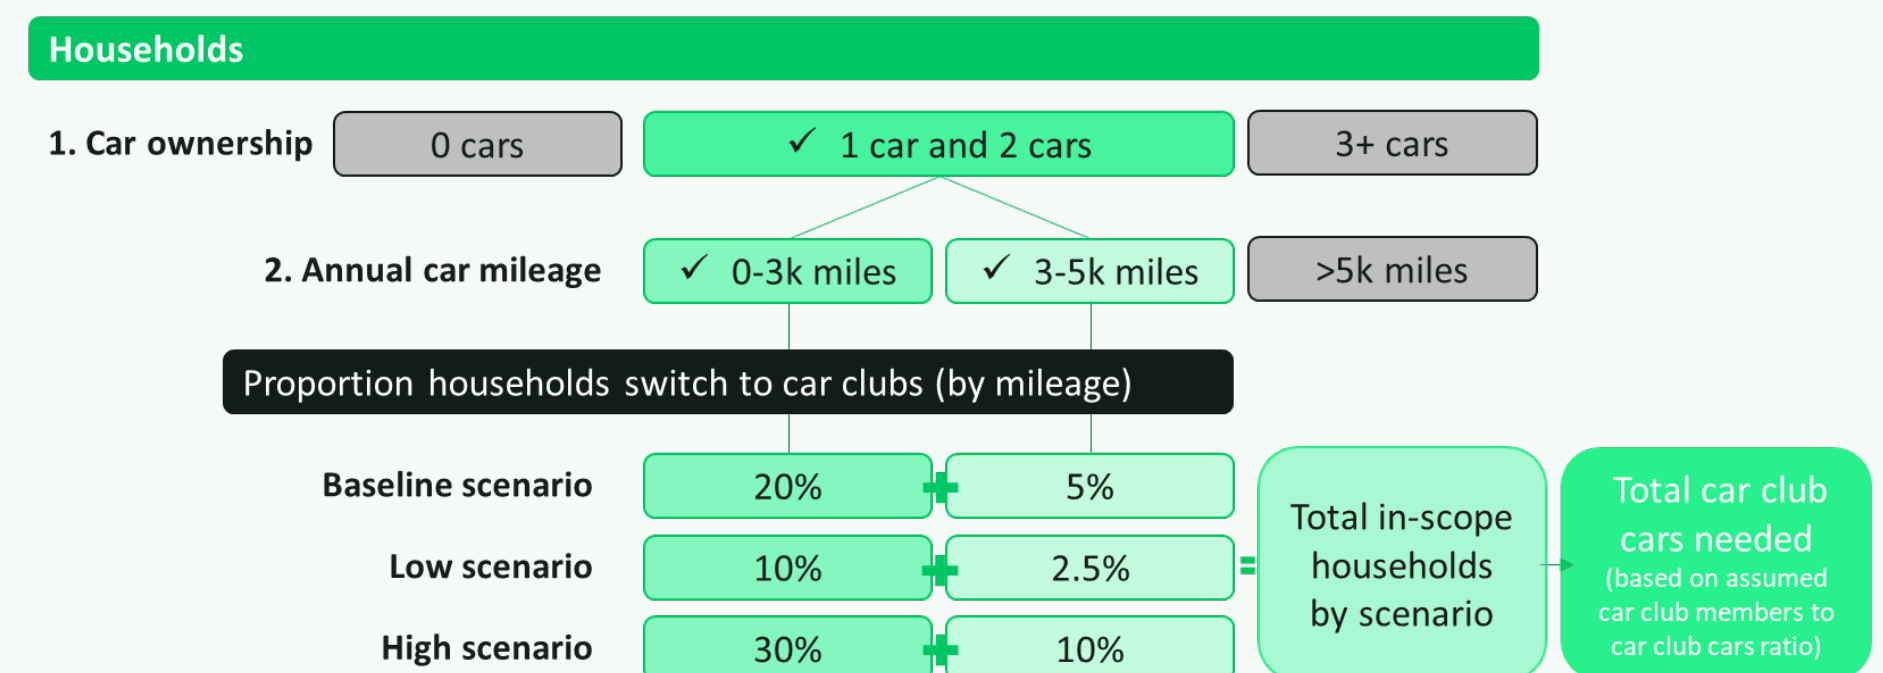 Households
1. Car ownership
0 cars
✓ 1 car and 2 cars
3+ cars
2. Annual car mileage
✓ 0-3k miles
✓ 3-5k miles
>5k miles
Proportion households switch to car clubs (by mileage)
Baseline scenario
20%
+
5%
Low scenario
10%
+
2.5%
High scenario
30%
+
10%
=
Total in-scope
households
by scenario
Total car club
cars needed
(based on assumed
car club members to
car club cars ratio)